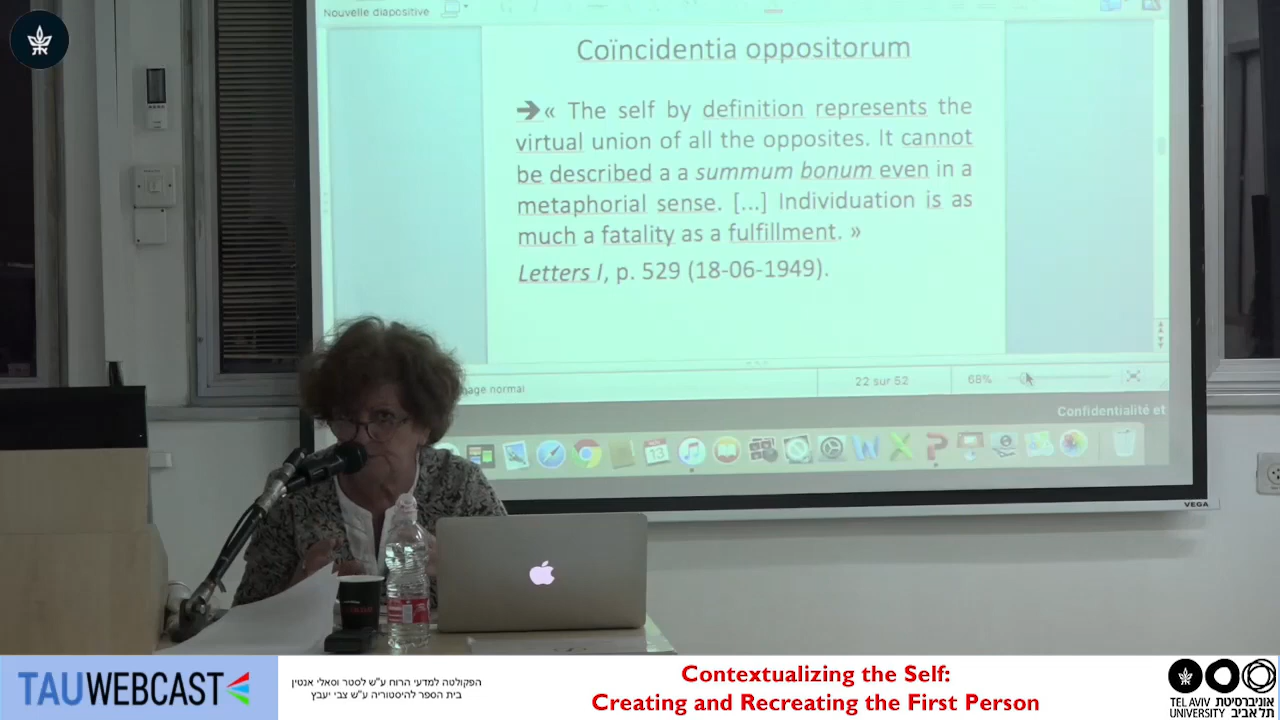 Nouvelle diapositive
Coïncidentia oppositorum
➔« The self by definition represents the
virtual union of all the opposites. It cannot
be described a a summum bonum even in a
metaphorial sense. [...] Individuation is as
much a fatality as a fulfillment. »
Letters I, p. 529 (18-06-1949).
normal
22 sur 52
68%
Confidentialité et
13
VEGA
TAUWEBCAST
הפקולטה למדעי הרוח ע"ש לסטר וסאלי אנטין
בית הספר להיסטוריה ע"ש צבי יעבץ
Contextualizing the Self:
Creating and Recreating the First Person
TEL AVIV אוניברסיטת
UNIVERSITY תל אביב